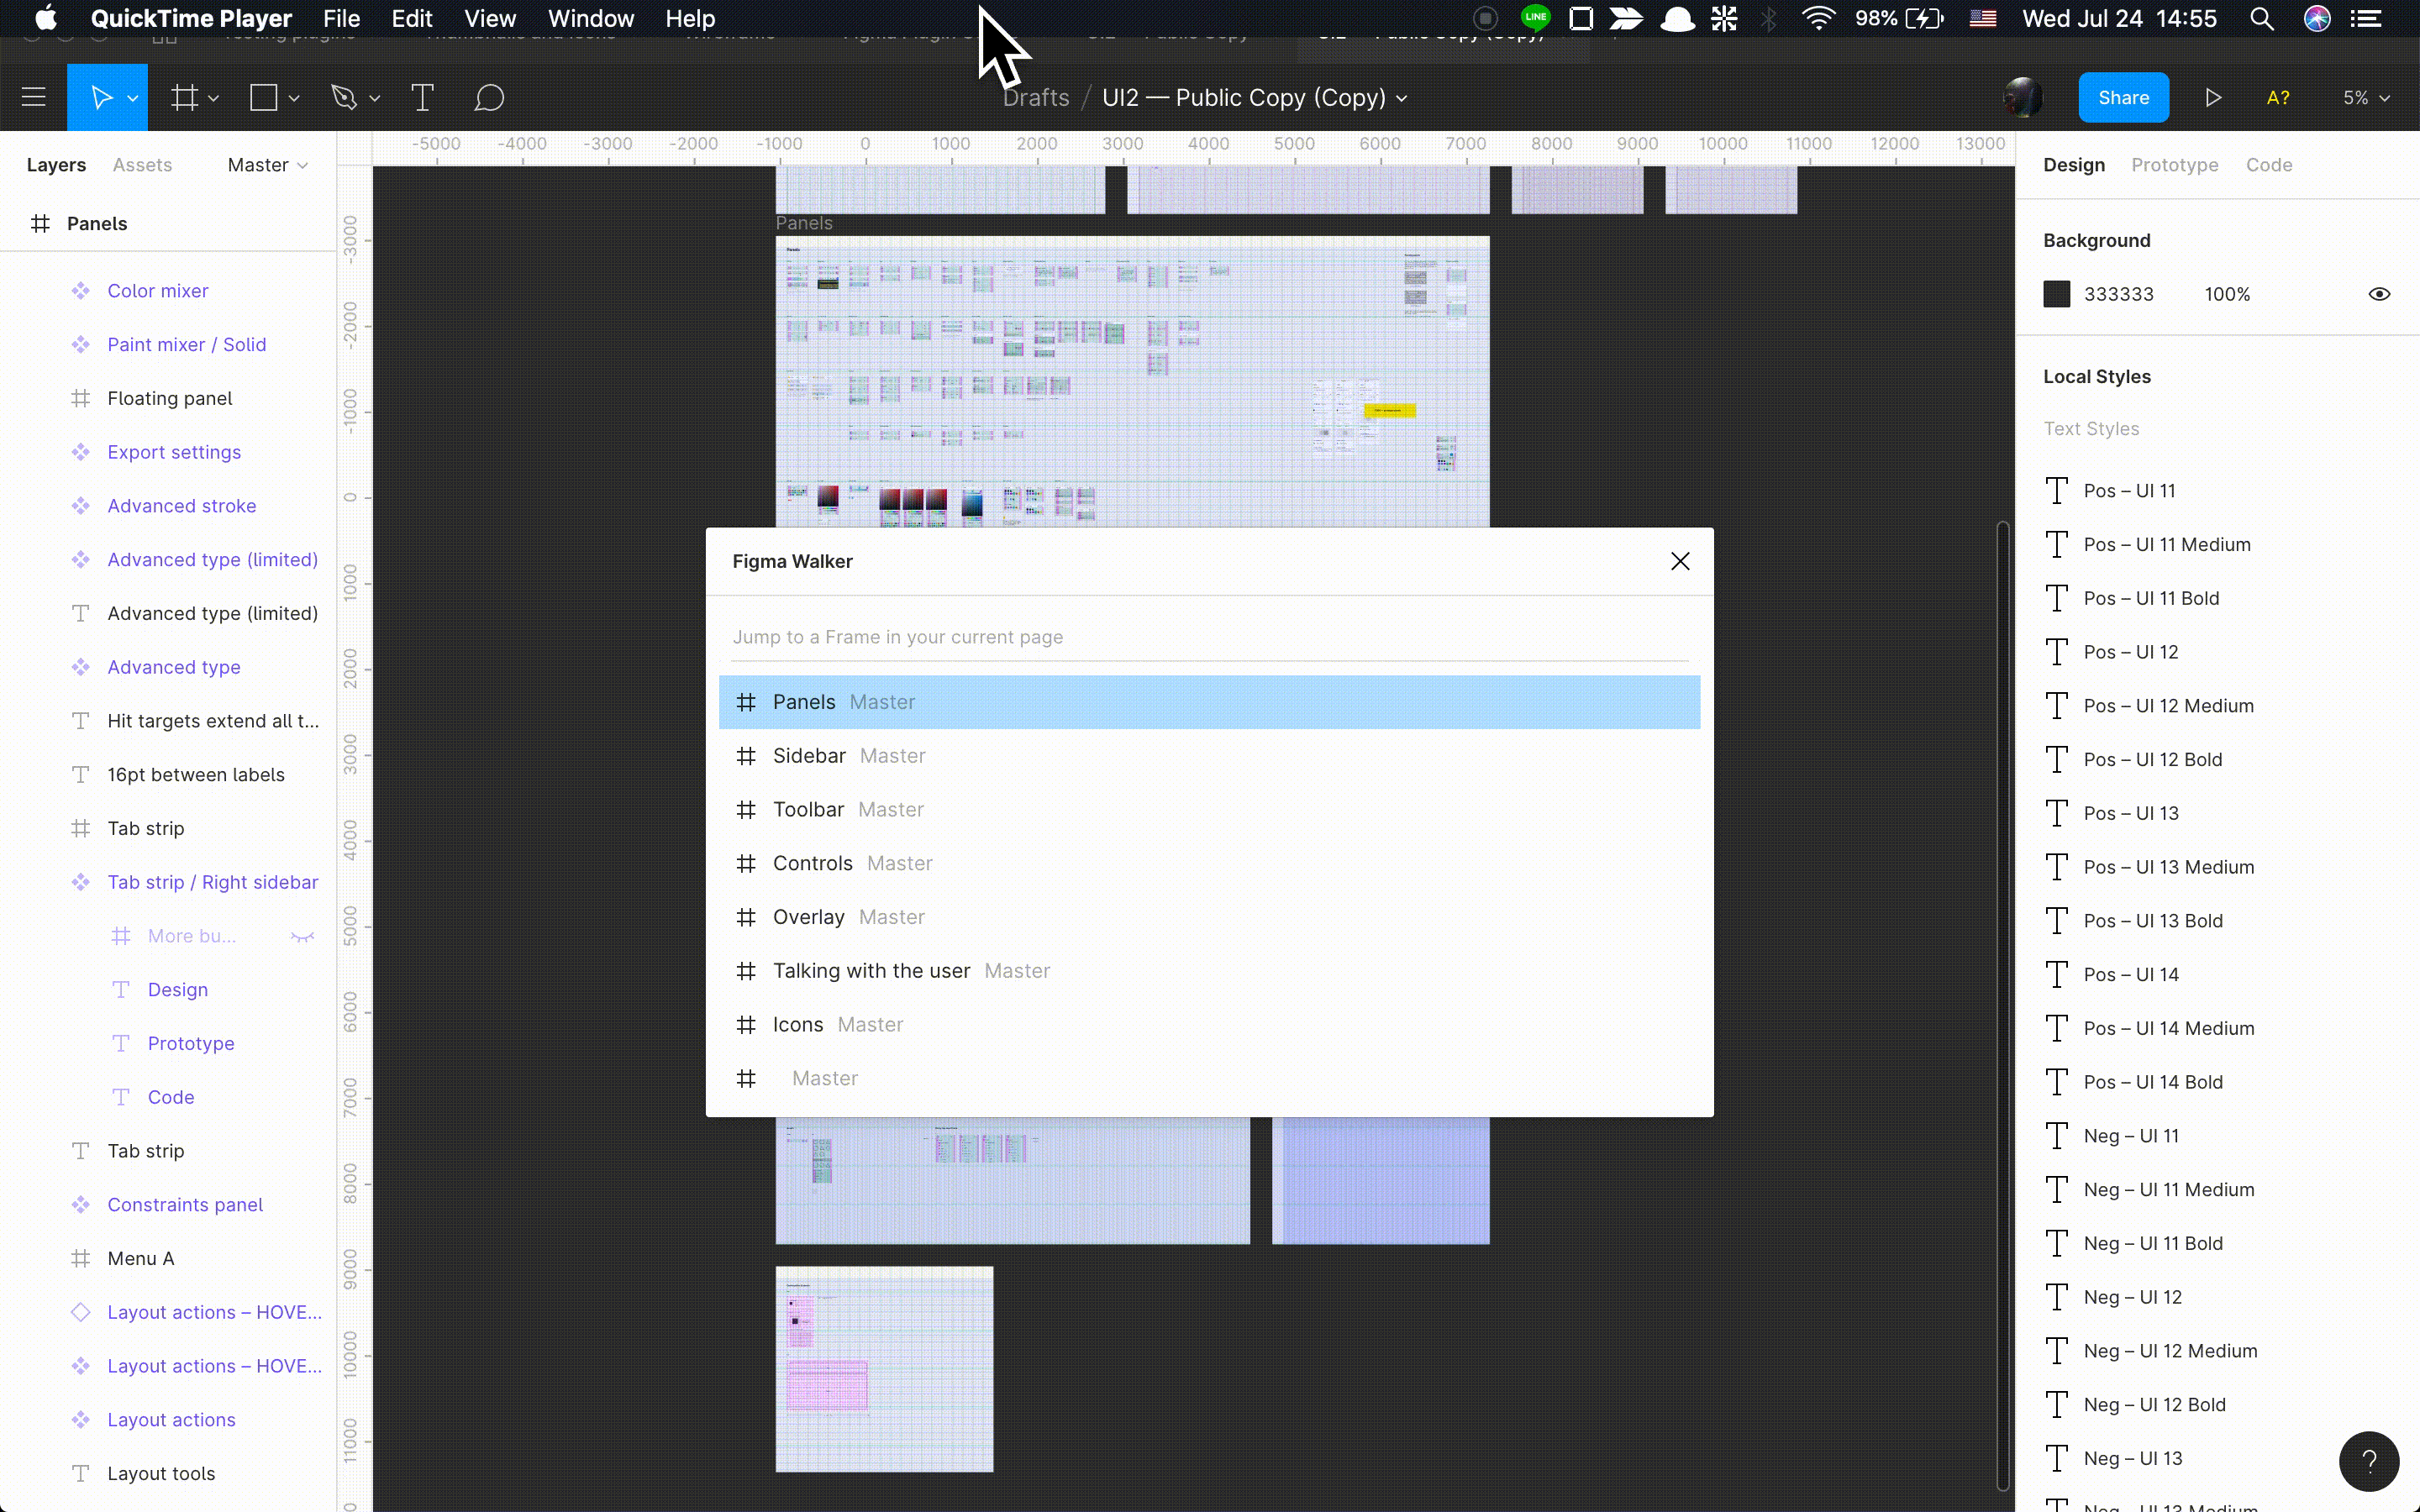 QuickTime Player File Edit View Window Help
LINE
98%
Wed Jul 24 14:55
Drafts / UI2 — Public Copy (Copy)
Share
A?
5%
Layers Assets Master
Panels
Color mixer
Paint mixer / Solid
Floating panel
Export settings
Advanced stroke
Advanced type (limited)
Advanced type (limited)
Advanced type
Hit targets extend all t...
16pt between labels
Tab strip
Tab strip / Right sidebar
More bu...
Design
Prototype
Code
Tab strip
Constraints panel
Menu A
Layout actions – HOVE...
Layout actions – HOVE...
Layout actions
Layout tools
-5000 -4000 -3000 -2000 -1000 0 1000 2000 3000 4000 5000 6000 7000 8000 9000 10000 11000 12000 13000
-3000
-2000
-1000
0
1000
2000
3000
4000
5000
6000
7000
8000
9000
10000
11000
Panels
Figma Walker
Jump to a Frame in your current page
Panels Master
Sidebar Master
Toolbar Master
Controls Master
Overlay Master
Talking with the user Master
Icons Master
Master
Design Prototype Code
Background
333333 100%
Local Styles
Text Styles
Pos – UI 11
Pos – UI 11 Medium
Pos – UI 11 Bold
Pos – UI 12
Pos – UI 12 Medium
Pos – UI 12 Bold
Pos – UI 13
Pos – UI 13 Medium
Pos – UI 13 Bold
Pos – UI 14
Pos – UI 14 Medium
Pos – UI 14 Bold
Neg – UI 11
Neg – UI 11 Medium
Neg – UI 11 Bold
Neg – UI 12
Neg – UI 12 Medium
Neg – UI 12 Bold
Neg – UI 13
Neg – UI 13 Medium
?